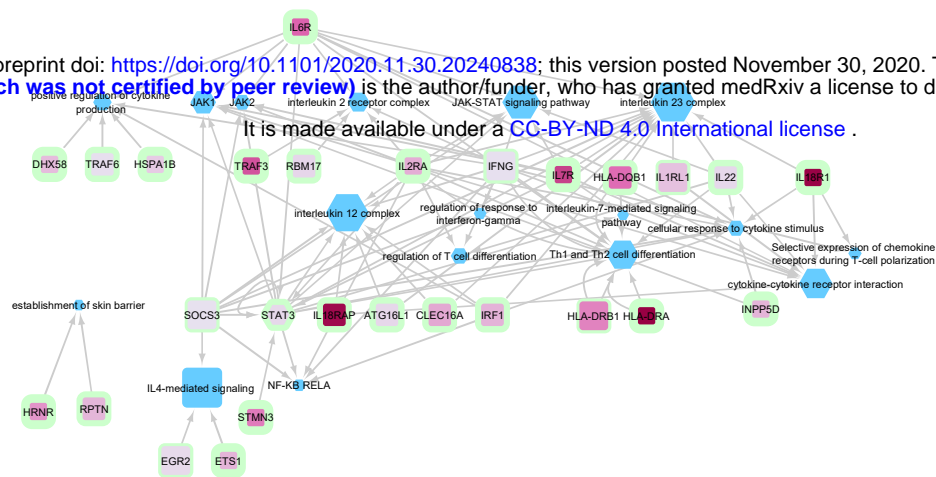 IL6R
preprint doi: https://doi.org/10.1101/2020.11.30.20240838; this version posted November 30, 2020. T
ch was not certified by peer review) is the author/funder, who has granted medRxiv a license to d
positive regulation of cytokine
production
JAK1
JAK2
interleukin 2 receptor complex
JAK-STAT signaling pathway
interleukin 23 complex
It is made available under a CC-BY-ND 4.0 International license .
DHX58
TRAF6
HSPA1B
TRAF3
RBM17
IL2RA
IFNG
IL7R
HLA-DQB1
IL1RL1
IL22
IL18R1
interleukin 12 complex
regulation of response to
interferon-gamma
interleukin-7-mediated signaling
pathway
cellular response to cytokine stimulus
regulation of T cell differentiation
Th1 and Th2 cell differentiation
Selective expression of chemokine
receptors during T-cell polarization
cytokine-cytokine receptor interaction
establishment of skin barrier
SOCS3
STAT3
IL18RAP
ATG16L1
CLEC16A
IRF1
HLA-DRB1
HLA-DRA
INPP5D
IL4-mediated signaling
NF-KB RELA
HRNR
RPTN
STMN3
EGR2
ETS1